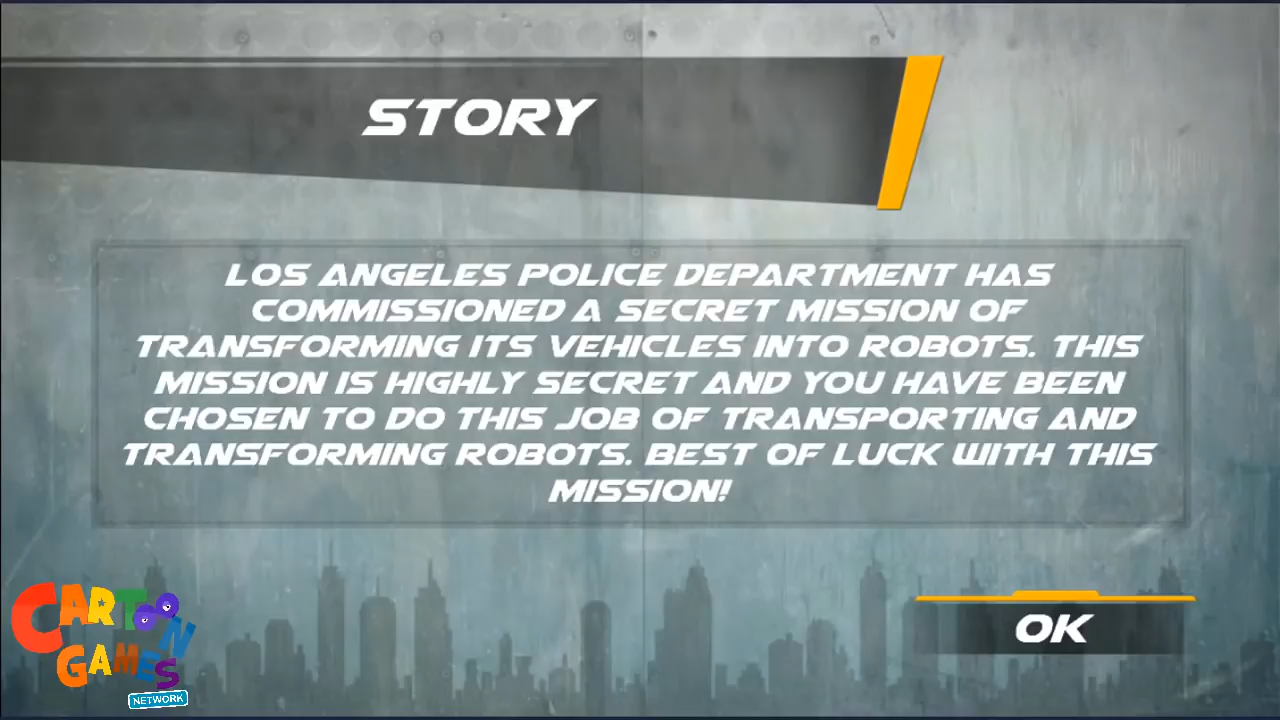 STORY
LOS ANGELES POLICE DEPARTMENT HAS
COMMISSIONED A SECRET MISSION OF
TRANSFORMING ITS VEHICLES INTO ROBOTS. THIS
MISSION IS HIGHLY SECRET AND YOU HAVE BEEN
CHOSEN TO DO THIS JOB OF TRANSPORTING AND
TRANSFORMING ROBOTS. BEST OF LUCK WITH THIS
MISSION!
OK
CARTOON
GAMES
NETWORK